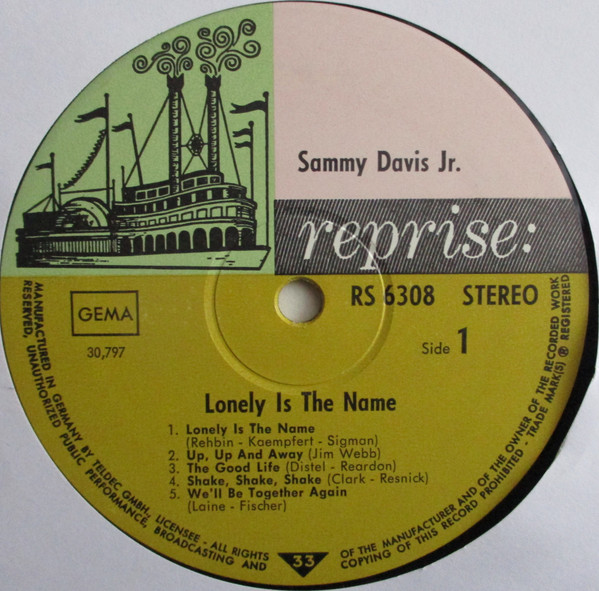 Sammy Davis Jr.
reprise:
RS 6308 STEREO
GEMA
30,797
Side 1
Lonely Is The Name
1. Lonely Is The Name
(Rehbin - Kaempfert - Sigman)
2. Up, Up And Away (Jim Webb)
3. The Good Life (Distel - Reardon)
4. Shake, Shake, Shake (Clark - Resnick)
5. We'll Be Together Again
(Laine - Fischer)
MANUFACTURED IN GERMANY BY TELDEC GMBH., LICENSEE - ALL RIGHTS
RESERVED, UNAUTHORIZED PUBLIC PERFORMANCE, BROADCASTING AND
33
OF THE MANUFACTURER AND OF THE OWNER OF THE RECORDED WORK
COPYING OF THIS RECORD PROHIBITED - TRADE MARK(S) ® REGISTERED